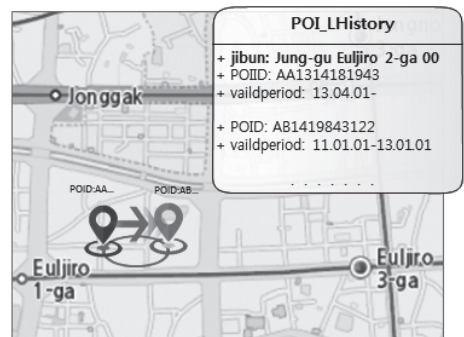 POI_LHistory
+ jibun: Jung-gu Euljiro 2-ga 00
+ POIID: AA1314181943
+ vaildperiod: 13.04.01-
+ POID: AB1419843122
+ vaildperiod: 11.01.01-13.01.01
. . . . . . .
Jonggak
POID:AA...
POID:AB...
Euljiro
1-ga
Euljiro
3-ga